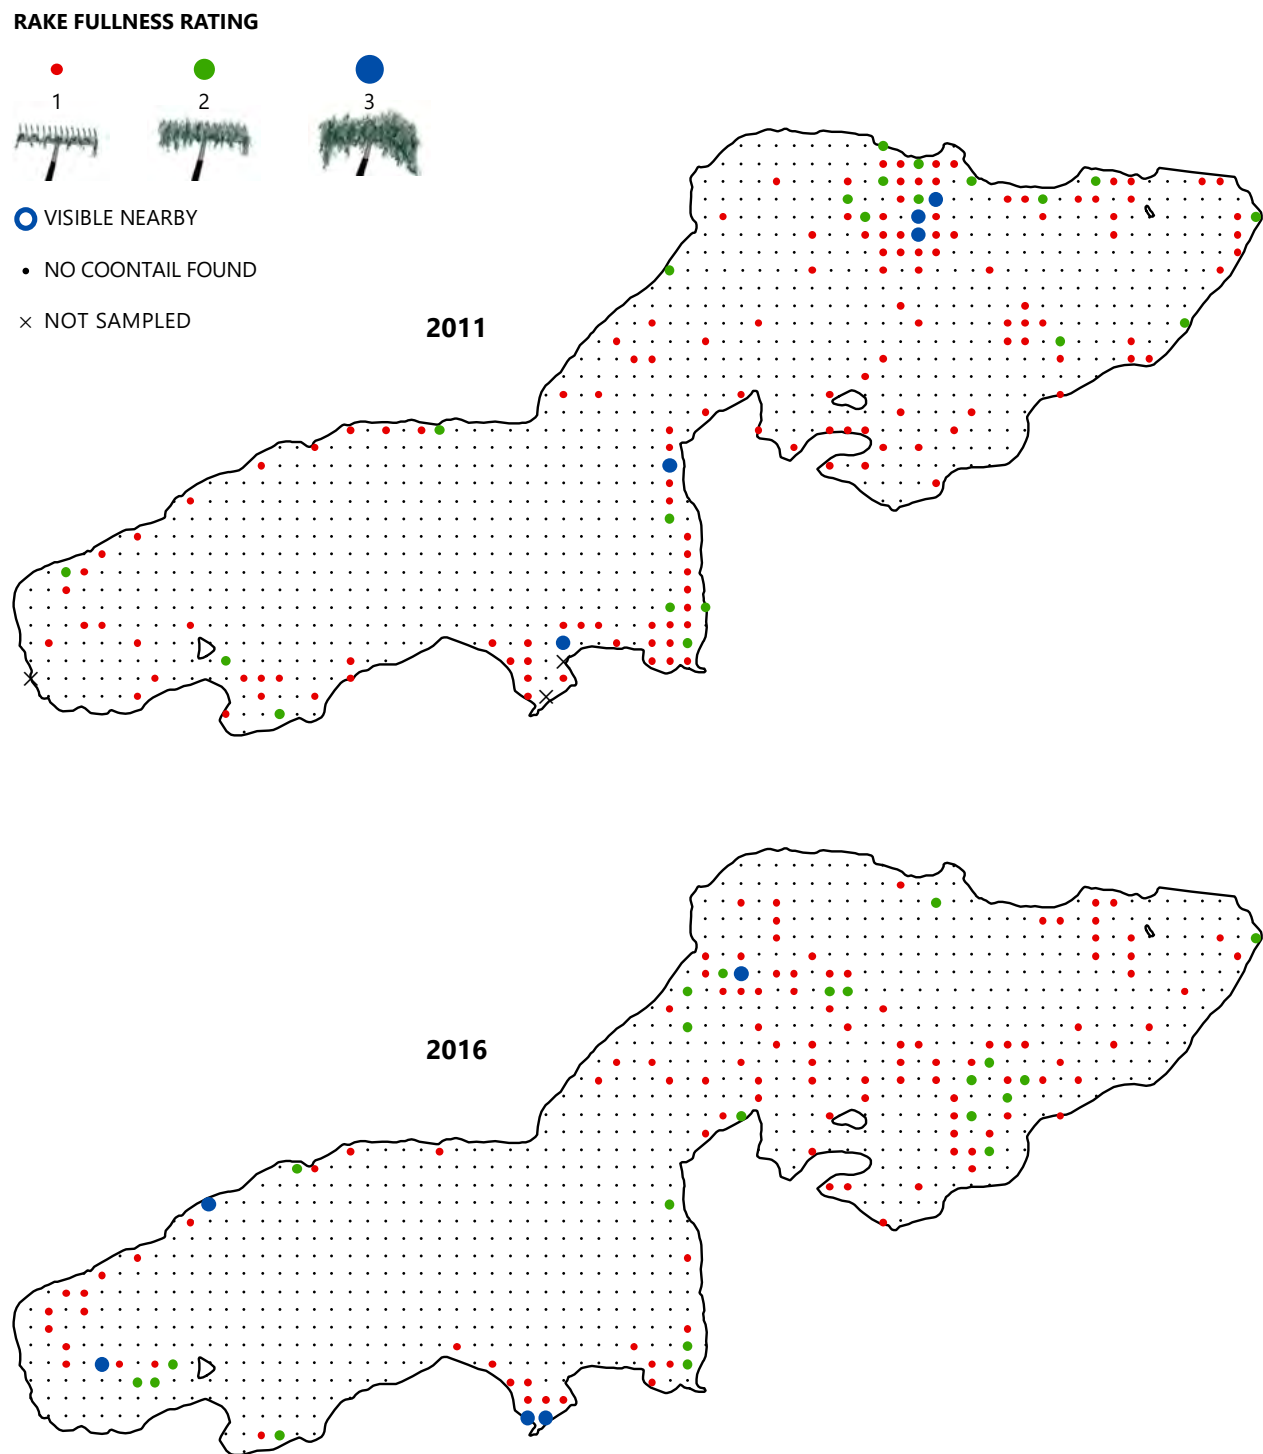 RAKE FULLNESS RATING
1 2 3
VISIBLE NEARBY
NO COONTAIL FOUND
NOT SAMPLED
2011
2016